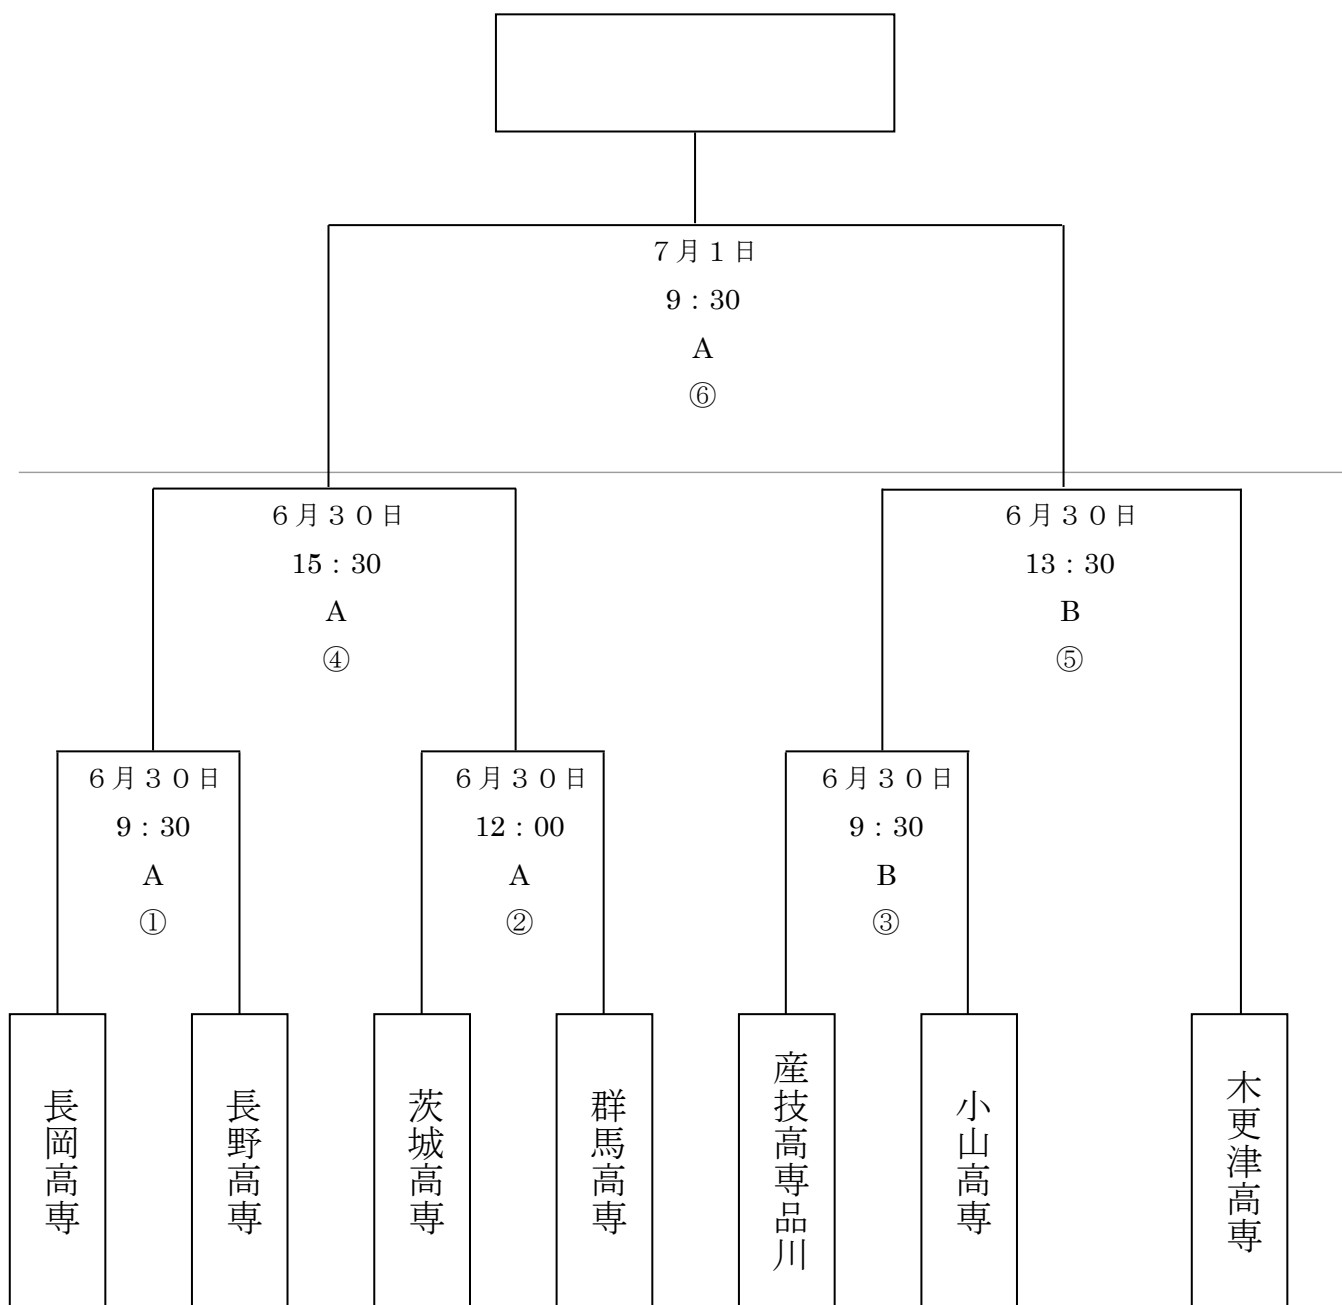 ７月１日
9：30
A
⑥
６月３０日
15：30
A
④
６月３０日
13：30
B
⑤
６月３０日
9：30
A
①
６月３０日
12：00
A
②
６月３０日
9：30
B
③
長岡高専
長野高専
茨城高専
群馬高専
産技高専品川
小山高専
木更津高専